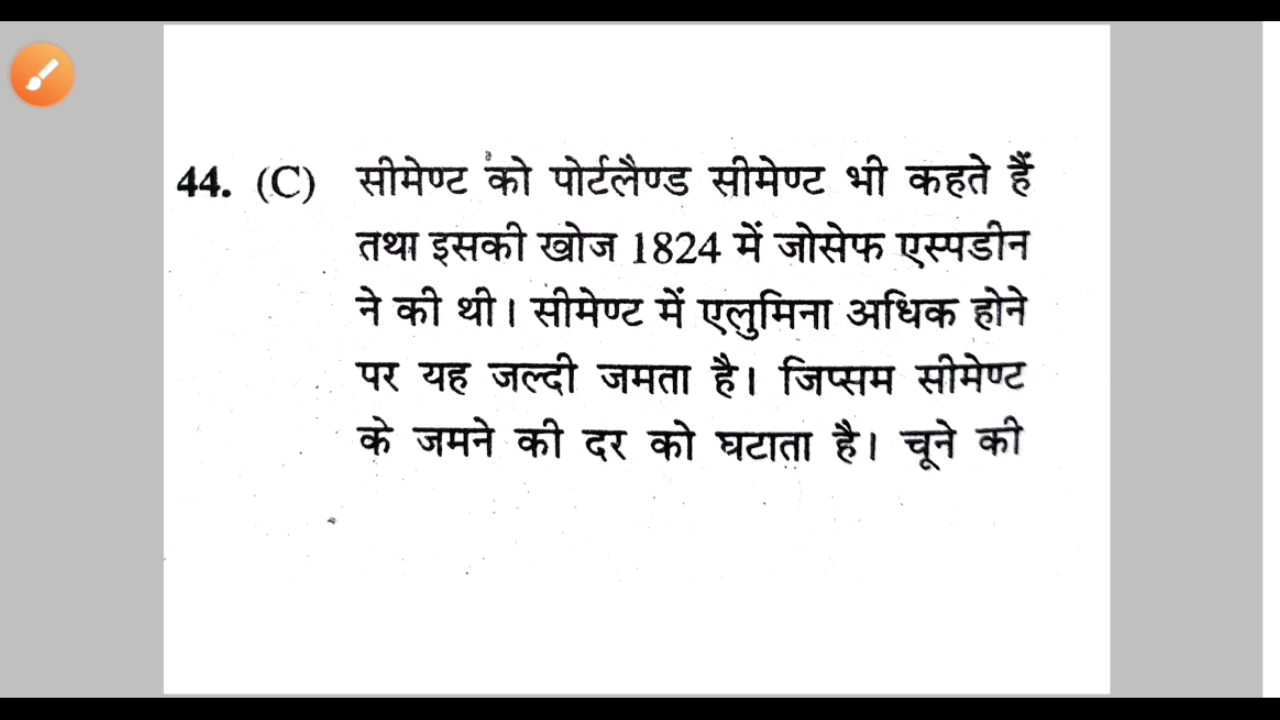 44. (C) सीमेण्ट को पोर्टलैण्ड सीमेण्ट भी कहते हैं
तथा इसकी खोज 1824 में जोसेफ एस्पडीन
ने की थी। सीमेण्ट में एलुमिना अधिक होने
पर यह जल्दी जमता है। जिप्सम सीमेण्ट
के जमने की दर को घटाता है। चूने की